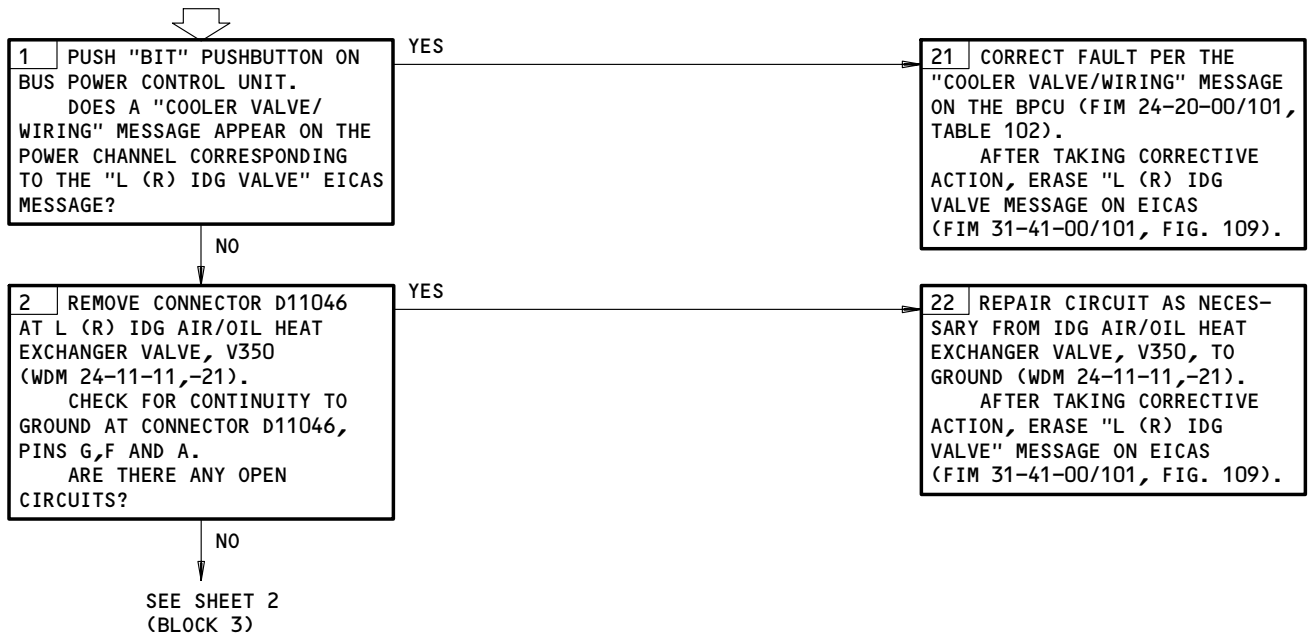 1 PUSH "BIT" PUSHBUTTON ON
BUS POWER CONTROL UNIT.
DOES A "COOLER VALVE/
WIRING" MESSAGE APPEAR ON THE
POWER CHANNEL CORRESPONDING
TO THE "L (R) IDG VALVE" EICAS
MESSAGE?
YES
21 CORRECT FAULT PER THE
"COOLER VALVE/WIRING" MESSAGE
ON THE BPCU (FIM 24-20-00/101,
TABLE 102).
AFTER TAKING CORRECTIVE
ACTION, ERASE "L (R) IDG
VALVE MESSAGE ON EICAS
(FIM 31-41-00/101, FIG. 109).
NO
2 REMOVE CONNECTOR D11046
AT L (R) IDG AIR/OIL HEAT
EXCHANGER VALVE, V350
(WDM 24-11-11,-21).
CHECK FOR CONTINUITY TO
GROUND AT CONNECTOR D11046,
PINS G,F AND A.
ARE THERE ANY OPEN
CIRCUITS?
YES
22 REPAIR CIRCUIT AS NECES-
SARY FROM IDG AIR/OIL HEAT
EXCHANGER VALVE, V350, TO
GROUND (WDM 24-11-11,-21).
AFTER TAKING CORRECTIVE
ACTION, ERASE "L (R) IDG
VALVE" MESSAGE ON EICAS
(FIM 31-41-00/101, FIG. 109).
NO
SEE SHEET 2
(BLOCK 3)